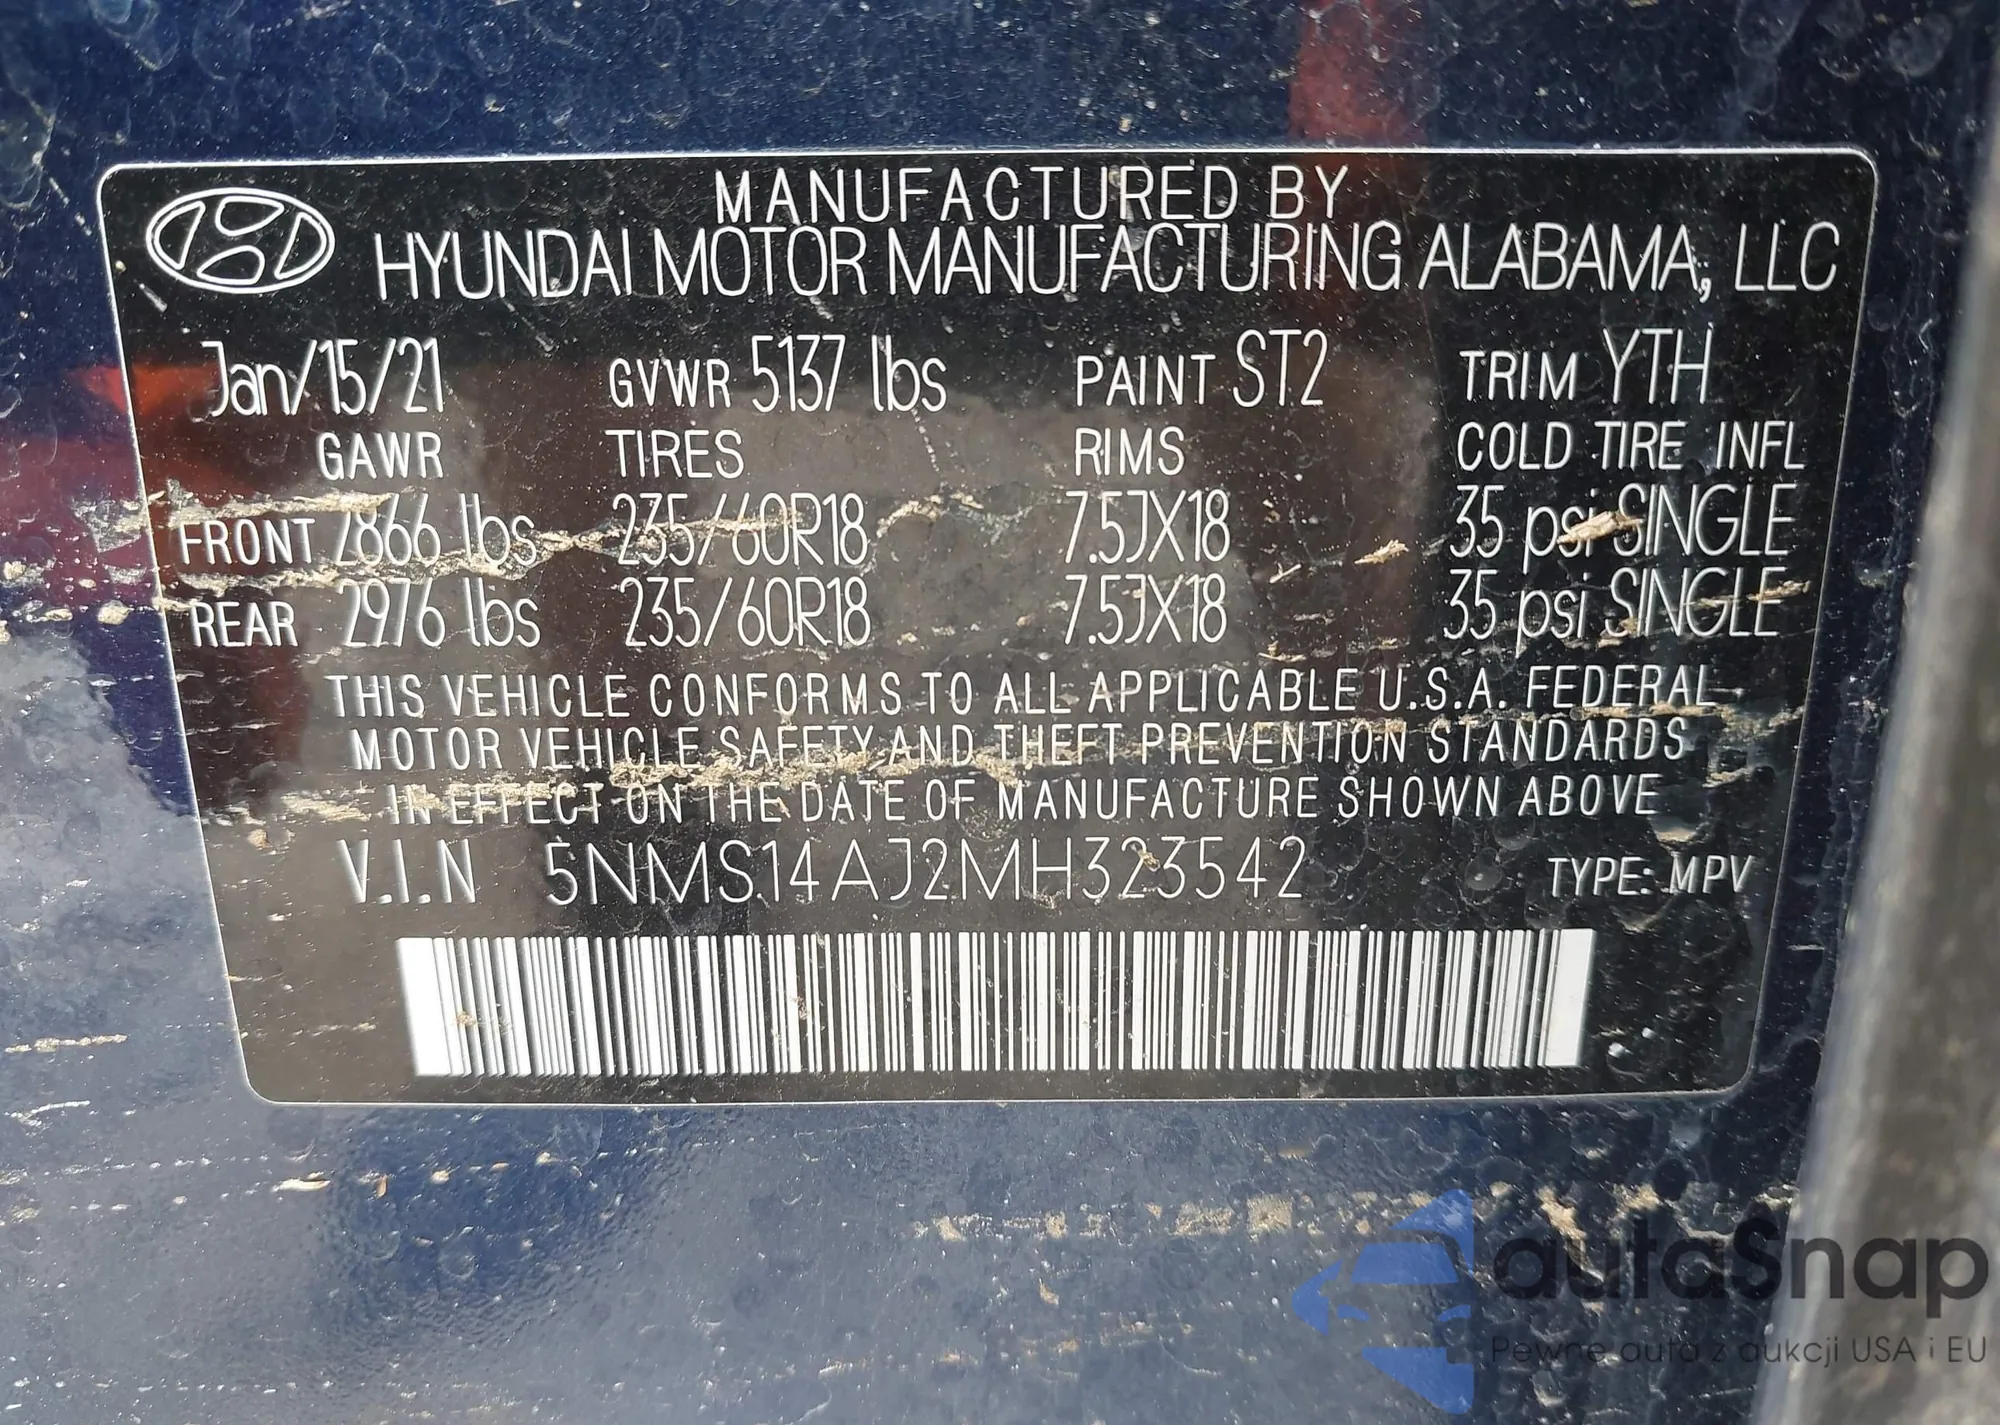 MANUFACTURED BY
HYUNDAI MOTOR MANUFACTURING ALABAMA, LLC
Jan/15/21 GVWR 5137 lbs PAINT ST2 TRIM YTH
GAWR TIRES RIMS COLD TIRE INFL
FRONT 2866 lbs 235/60R18 7.5JX18 35 psi SINGLE
REAR 2976 lbs 235/60R18 7.5JX18 35 psi SINGLE
THIS VEHICLE CONFORMS TO ALL APPLICABLE U.S.A. FEDERAL
MOTOR VEHICLE SAFETY AND THEFT PREVENTION STANDARDS
IN EFFECT ON THE DATE OF MANUFACTURE SHOWN ABOVE
V.I.N 5NMS14AJ2MH323542 TYPE: MPV
autaSnap
Pewne auta z aukcji USA i EU